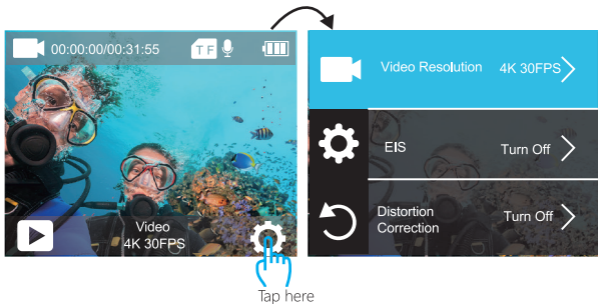 00:00:00/00:31:55
TF
Video
4K 30FPS
Tap here
Video Resolution 4K 30FPS
EIS Turn Off
Distortion
Correction Turn Off